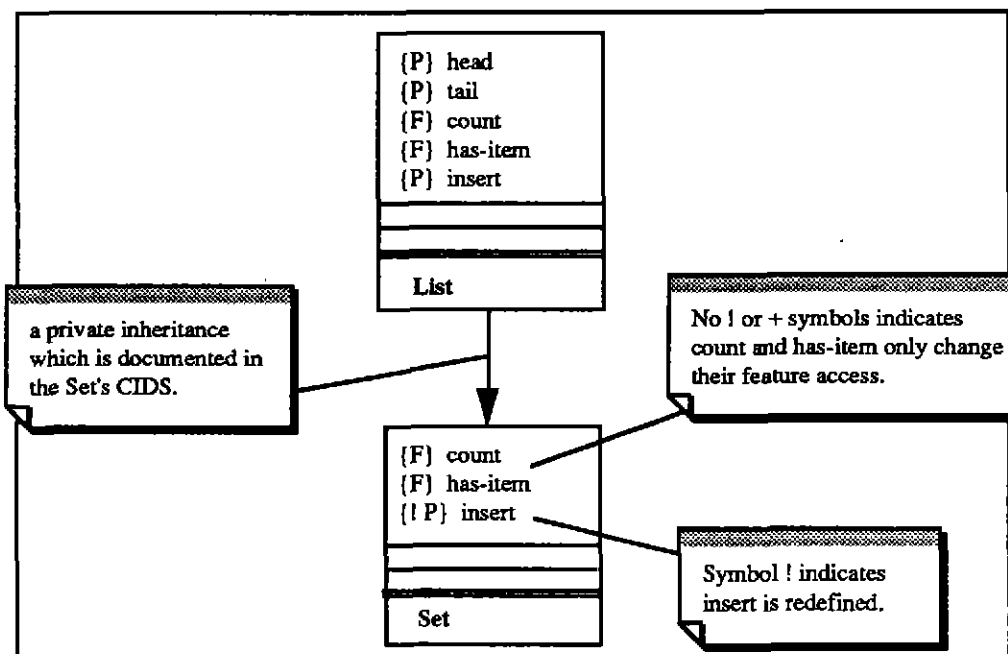 {P} head
{P} tail
{F} count
{F} has-item
{P} insert
List
a private inheritance
which is documented in
the Set's CIDS.
No ! or + symbols indicates
count and has-item only change
their feature access.
{F} count
{F} has-item
{! P} insert
Set
Symbol ! indicates
insert is redefined.